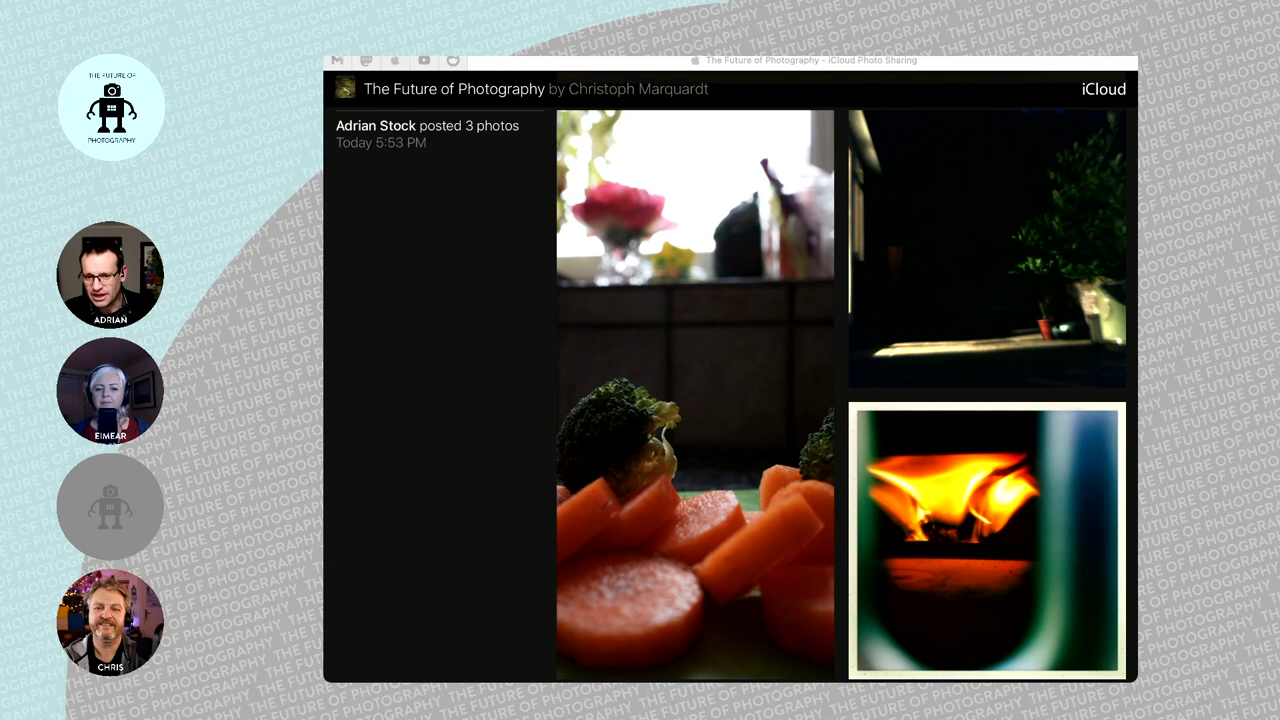 THE FUTURE OF
PHOTOGRAPHY
ADRIAN
EIMEAR
CHRIS
The Future of Photography - iCloud Photo Sharing
The Future of Photography by Christoph Marquardt
iCloud
Adrian Stock posted 3 photos
Today 5:53 PM
THE FUTURE OF PHOTOGRAPHY